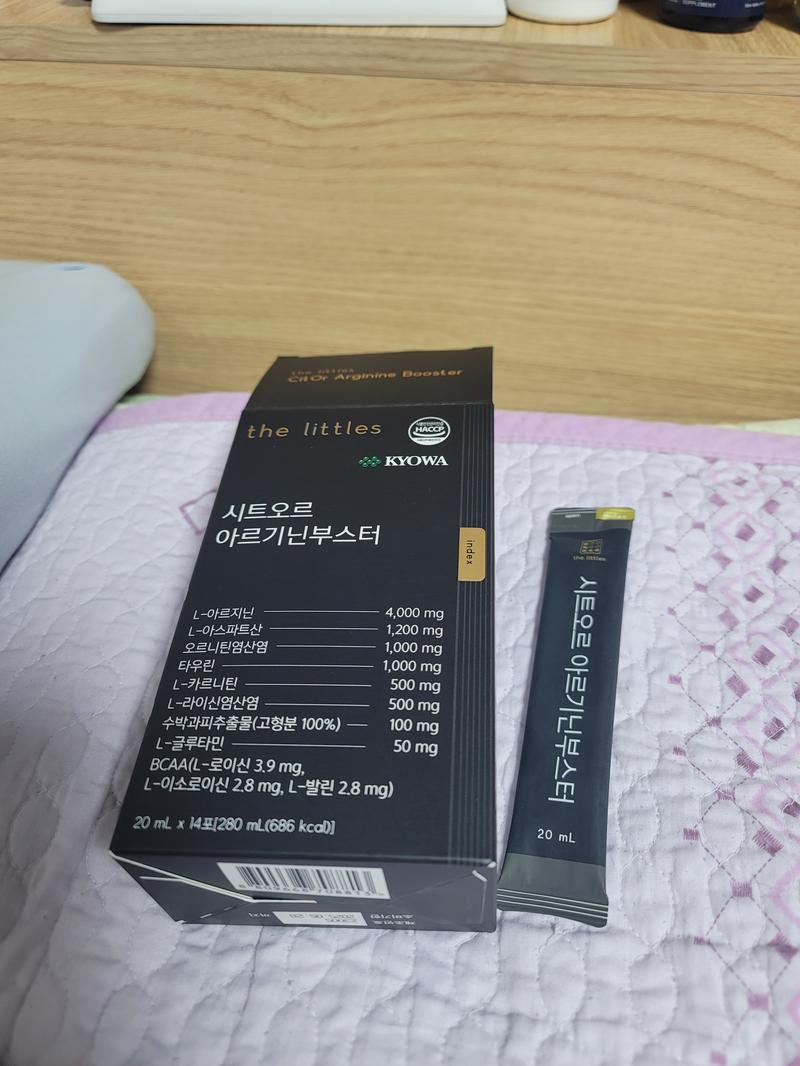 SUPPLEMENT
the littles
CitOr Arginine Booster
the littles
HACCP
KYOWA
시트오르
아르기닌부스터
index
L-아르지닌 4,000 mg
L-아스파트산 1,200 mg
오르니틴염산염 1,000 mg
타우린 1,000 mg
L-카르니틴 500 mg
L-라이신염산염 500 mg
수박과피추출물(고형분 100%) 100 mg
L-글루타민 50 mg
BCAA(L-로이신 3.9 mg,
L-이소로이신 2.8 mg, L-발린 2.8 mg)
20 mL x 14포[280 mL(686 kcal)]
the littles
시트오르 아르기닌부스터
20 mL